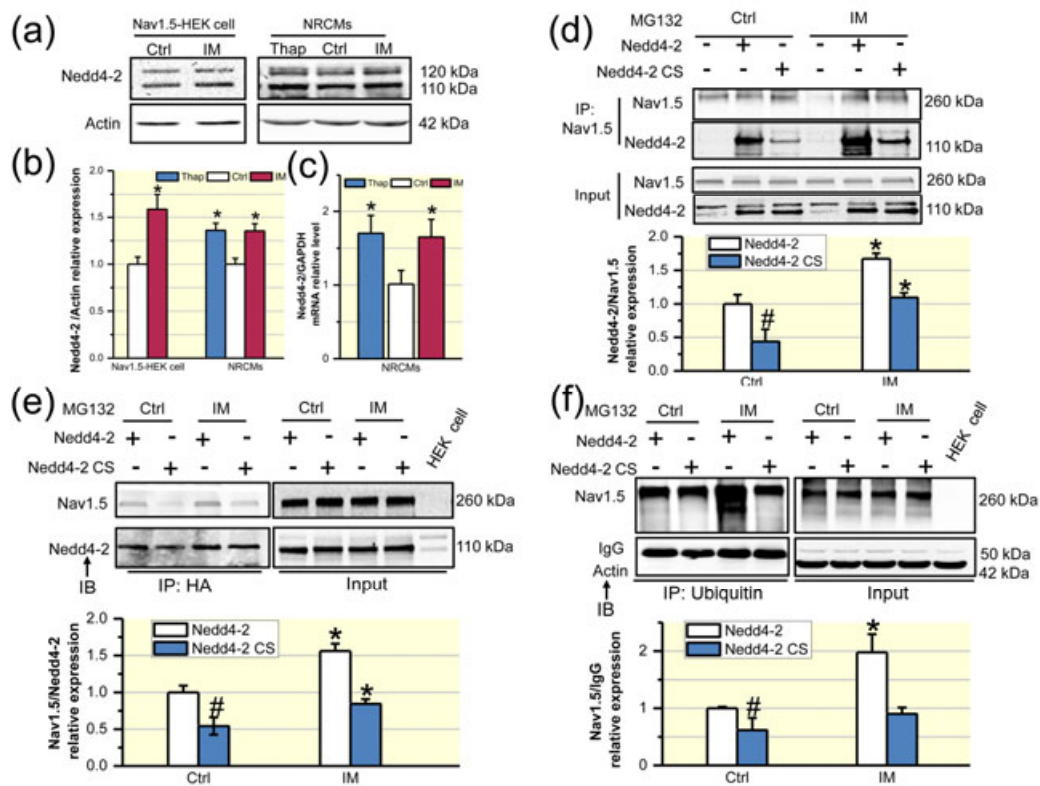 (a)
Nav1.5-HEK cell NRCMs
Ctrl IM Thap Ctrl IM
Nedd4-2 120 kDa
110 kDa
Actin 42 kDa
(b)
Nedd4-2 /Actin relative expression
2.0
1.5
1.0
0.5
0.0
Thap Ctrl IM
* * *
Nav1.5-HEK cell NRCMs
(c)
Nedd4-2/GAPDH
mRNA relative level
2
1
0
Thap Ctrl IM
* *
NRCMs
(d)
MG132 Ctrl IM
Nedd4-2 - + - - + -
Nedd4-2 CS - - + - - +
IP:
Nav1.5
Nav1.5 260 kDa
Nedd4-2 110 kDa
Input
Nav1.5 260 kDa
Nedd4-2 110 kDa
Nedd4-2/Nav1.5
relative expression
2.0
1.5
1.0
0.5
0.0
Nedd4-2
Nedd4-2 CS
# * *
Ctrl IM
(e)
MG132 Ctrl IM Ctrl IM
Nedd4-2 + - + - + - + -
Nedd4-2 CS - + - + - + - +
HEK cell
Nav1.5 260 kDa
Nedd4-2 110 kDa
IB
IP: HA Input
Nav1.5/Nedd4-2
relative expression
2.0
1.5
1.0
0.5
0.0
Nedd4-2
Nedd4-2 CS
# * *
Ctrl IM
(f)
MG132 Ctrl IM Ctrl IM
Nedd4-2 + - + - + - + -
Nedd4-2 CS - + - + - + - +
HEK cell
Nav1.5 260 kDa
IgG 50 kDa
Actin 42 kDa
IB
IP: Ubiquitin Input
Nav1.5/IgG
relative expression
2.5
2.0
1.5
1.0
0.5
0.0
Nedd4-2
Nedd4-2 CS
# *
Ctrl IM